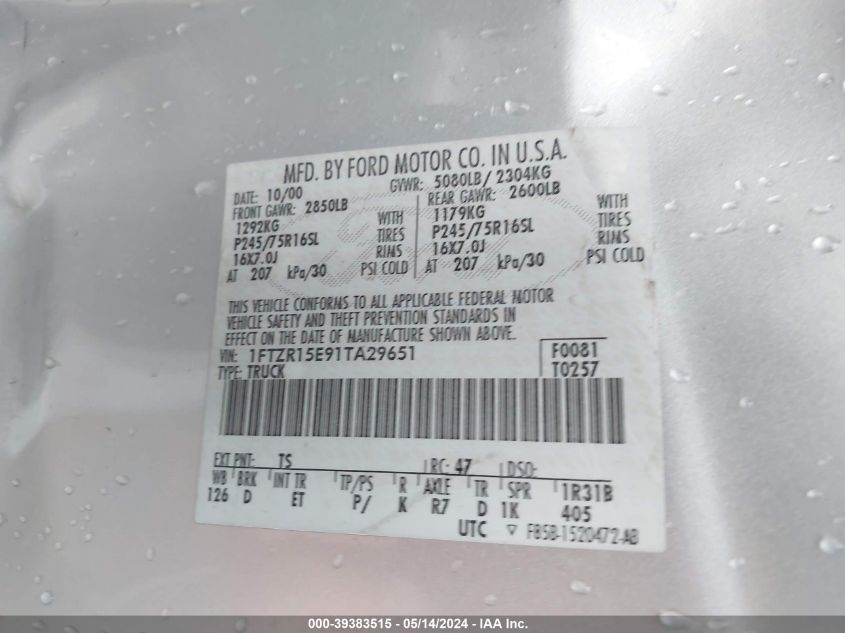 MFD. BY FORD MOTOR CO. IN U.S.A.
DATE: 10/00 GVWR: 5080LB/ 2304KG
FRONT GAWR: 2850LB REAR GAWR: 2600LB
1292KG WITH 1179KG WITH
P245/75R16SL TIRES P245/75R16SL TIRES
16X7.0J RIMS 16X7.0J RIMS
AT 207 kPa/30 PSI COLD AT 207 kPa/30 PSI COLD
THIS VEHICLE CONFORMS TO ALL APPLICABLE FEDERAL MOTOR
VEHICLE SAFETY AND THEFT PREVENTION STANDARDS IN
EFFECT ON THE DATE OF MANUFACTURE SHOWN ABOVE.
VIN: 1FTZR15E91TA29651 F0081
TYPE: TRUCK T0257
EXT PNT: TS RC: 47 DSO:
WB BRK INT TR TP/PS R AXLE TR SPR 1R31B
126 D ET P/ K R7 D 1K 405
UTC ▽ F85B-1520472-AB
000-39383515 - 05/14/2024 - IAA Inc.